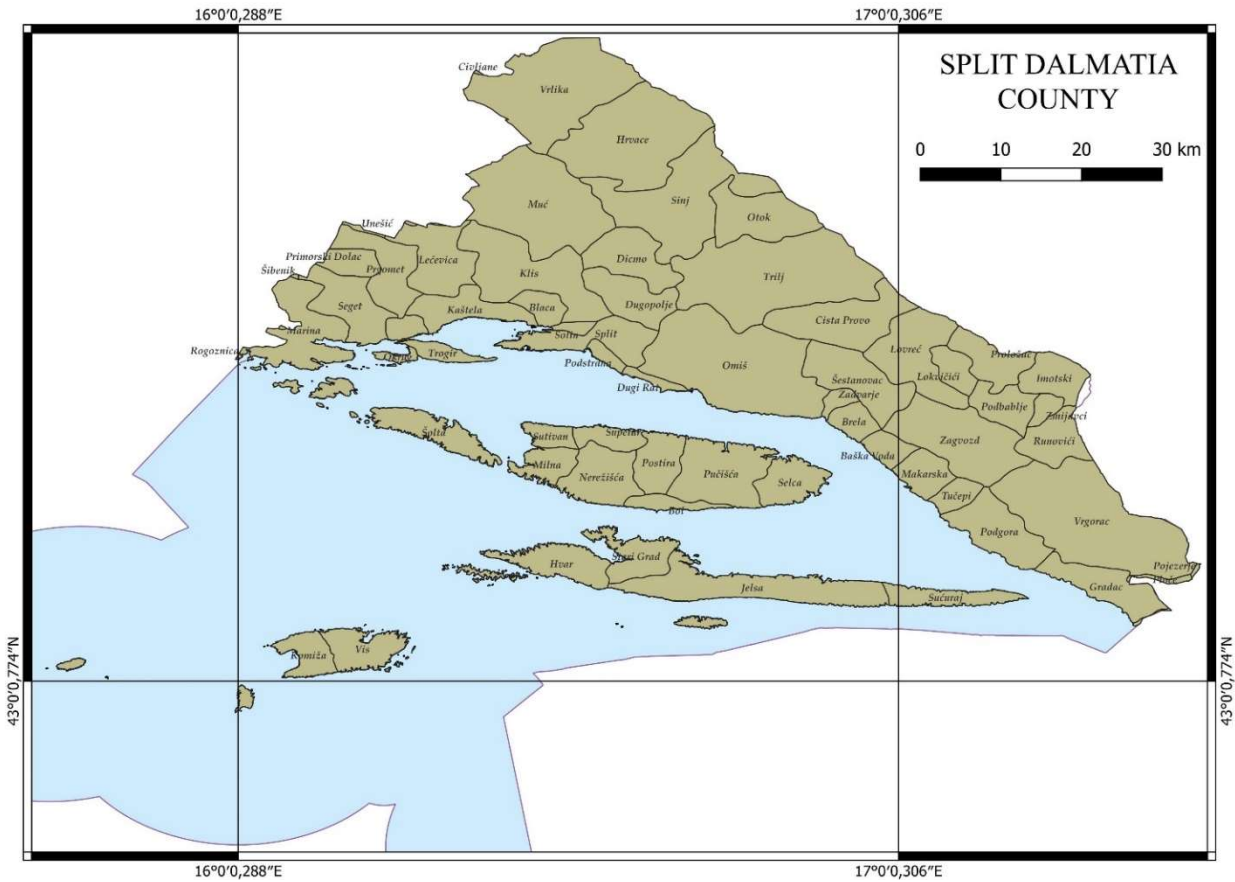 16°0'0,288"E
17°0'0,306"E
SPLIT DALMATIA
COUNTY
0 10 20 30 km
Civljane
Vrlika
Hrvace
Muć
Sinj
Otok
Unešić
Primorski Dolac
Prgomet
Lećevica
Klis
Dicmo
Trilj
Šibenik
Seget
Kaštela
Blaca
Dugopolje
Cista Provo
Marina
Rogoznica
Okrug
Trogir
Solin
Split
Podstrana
Dugi Rat
Omiš
Lovreć
Proložac
Šestanovac
Lokvičići
Imotski
Zadvarje
Podbablje
Zmijavci
Brela
Zagvozd
Runovići
Baška Voda
Makarska
Tučepi
Podgora
Vrgorac
Pojezerje
Ploče
Gradac
Šolta
Sutivan
Supetar
Milna
Nerežišća
Postira
Pučišća
Selca
Bol
Hvar
Stari Grad
Jelsa
Sućuraj
Komiža
Vis
43°0'0,774"N
43°0'0,774"N
16°0'0,288"E
17°0'0,306"E